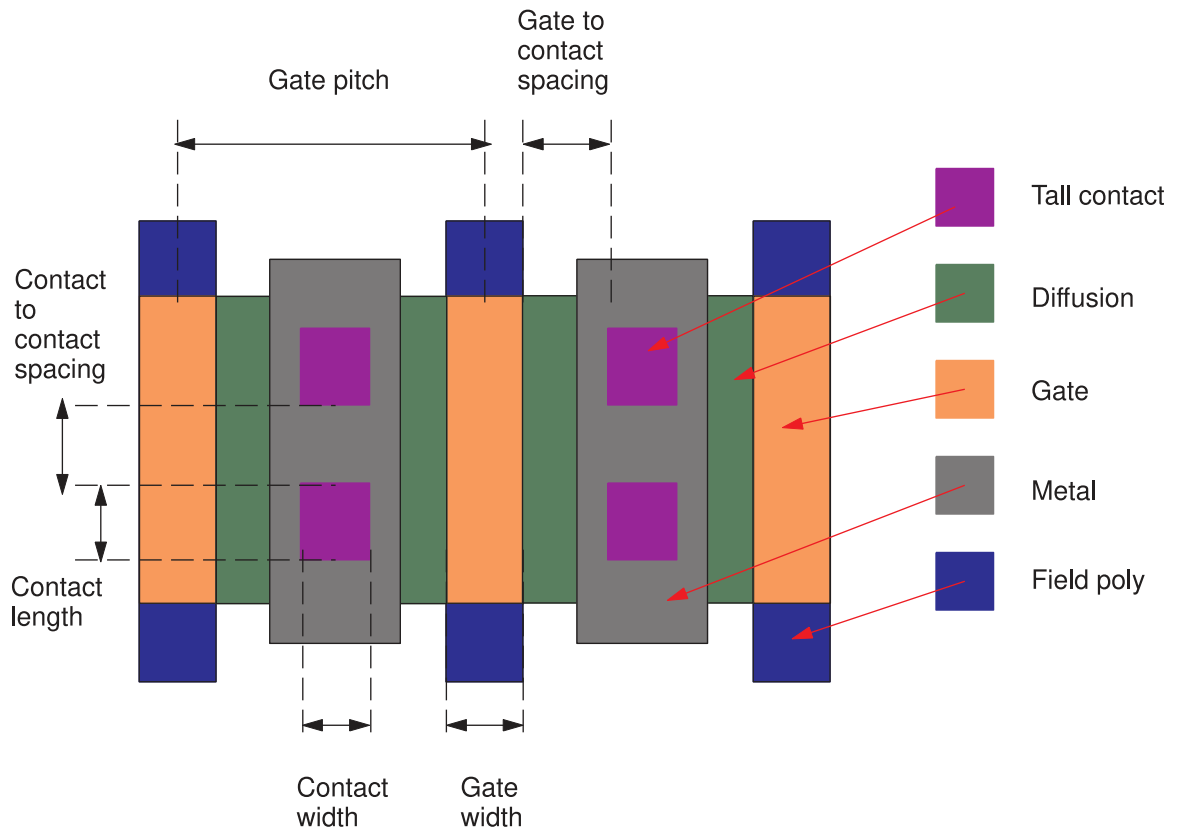 Gate to
contact
spacing
Gate pitch
Tall contact
Contact
to
contact
spacing
Diffusion
Gate
Metal
Contact
length
Field poly
Contact
width
Gate
width